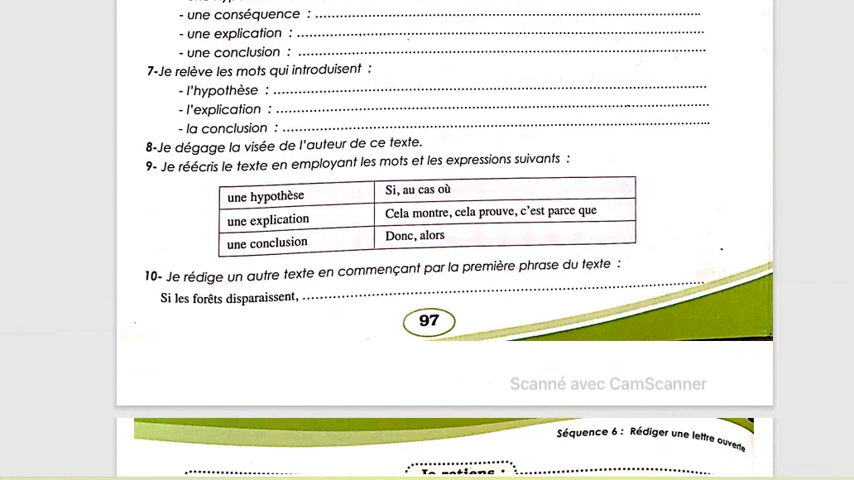 - une conséquence : ........................................
- une explication : ........................................
- une conclusion : ........................................
7-Je relève les mots qui introduisent :
- l'hypothèse : ........................................
- l'explication : ........................................
- la conclusion : ........................................
8-Je dégage la visée de l'auteur de ce texte.
9- Je réécris le texte en employant les mots et les expressions suivants :
une hypothèse Si, au cas où
une explication Cela montre, cela prouve, c'est parce que
une conclusion Donc, alors
10- Je rédige un autre texte en commençant par la première phrase du texte :
Si les forêts disparaissent, ........................................
97
Scanné avec CamScanner
Séquence 6 : Rédiger une lettre ouverte
Je retiens :